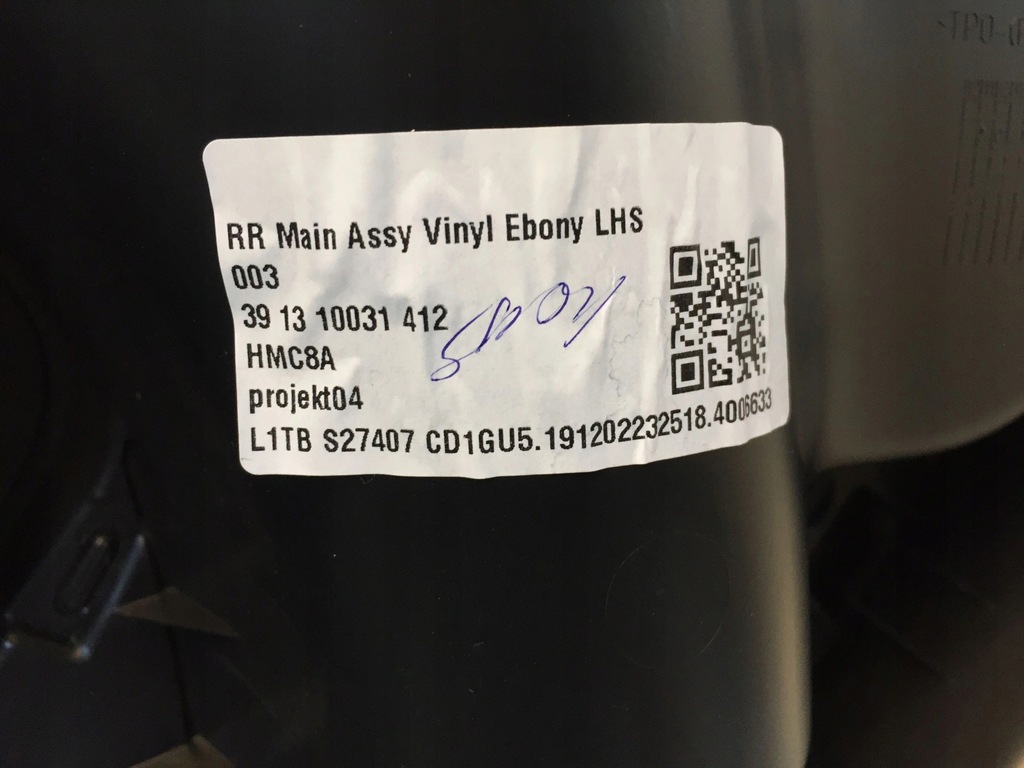 RR Main Assy Vinyl Ebony LHS
003
39 13 10031 412
HMC8A
projekt04
L1TB S27407 CD1GU5.191202232518.4006633